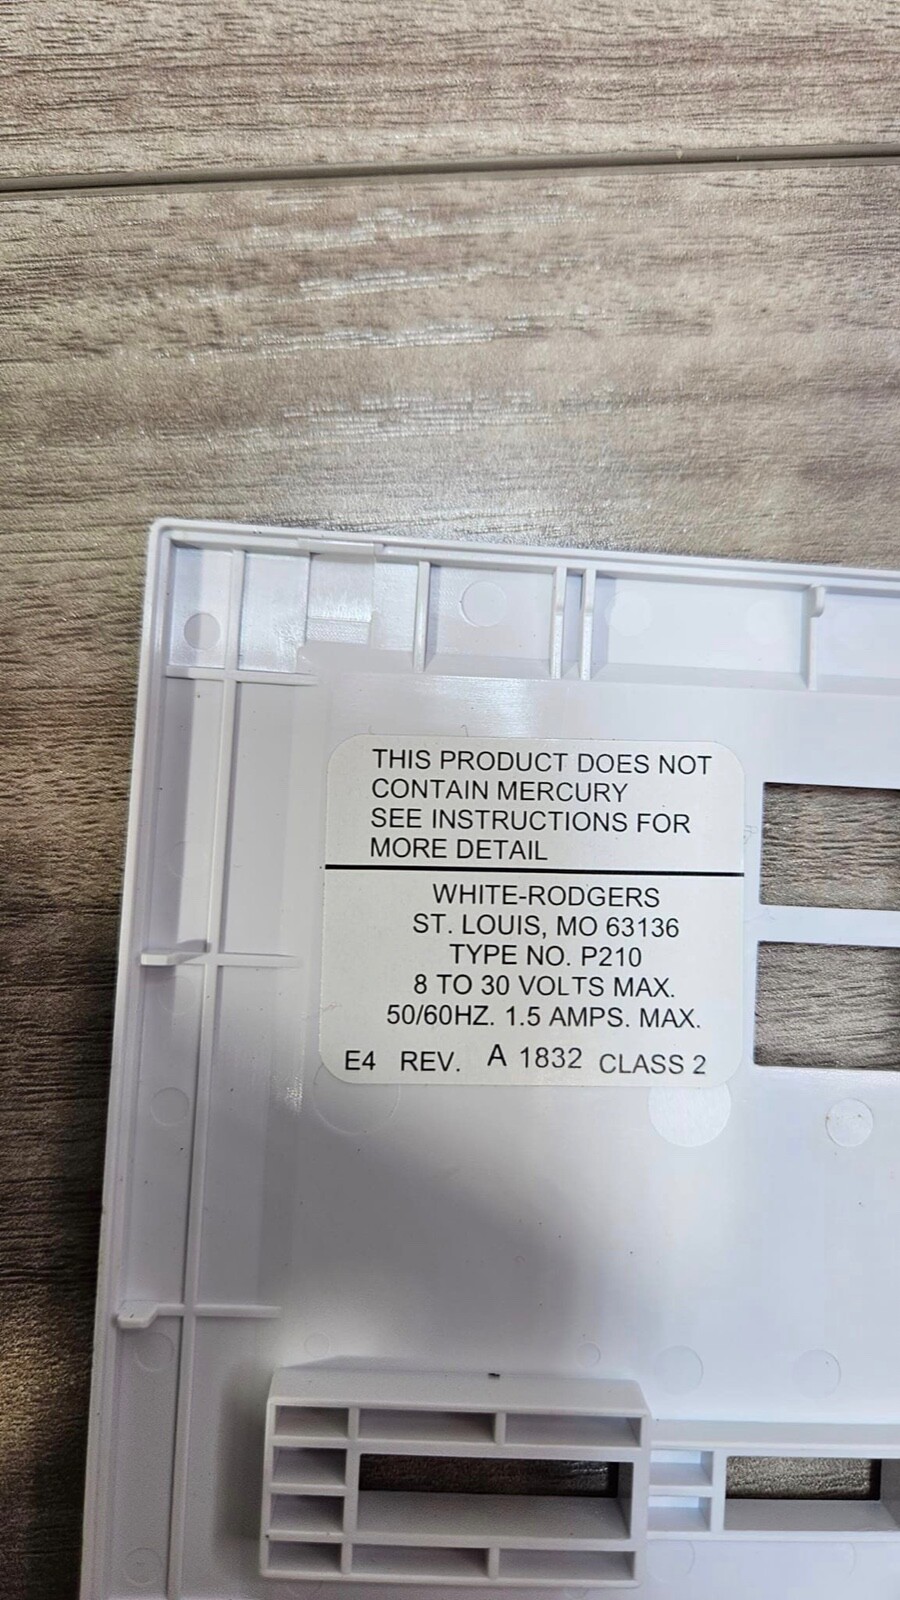 THIS PRODUCT DOES NOT
CONTAIN MERCURY
SEE INSTRUCTIONS FOR
MORE DETAIL
WHITE-RODGERS
ST. LOUIS, MO 63136
TYPE NO. P210
8 TO 30 VOLTS MAX.
50/60HZ. 1.5 AMPS. MAX.
E4 REV. A 1832 CLASS 2